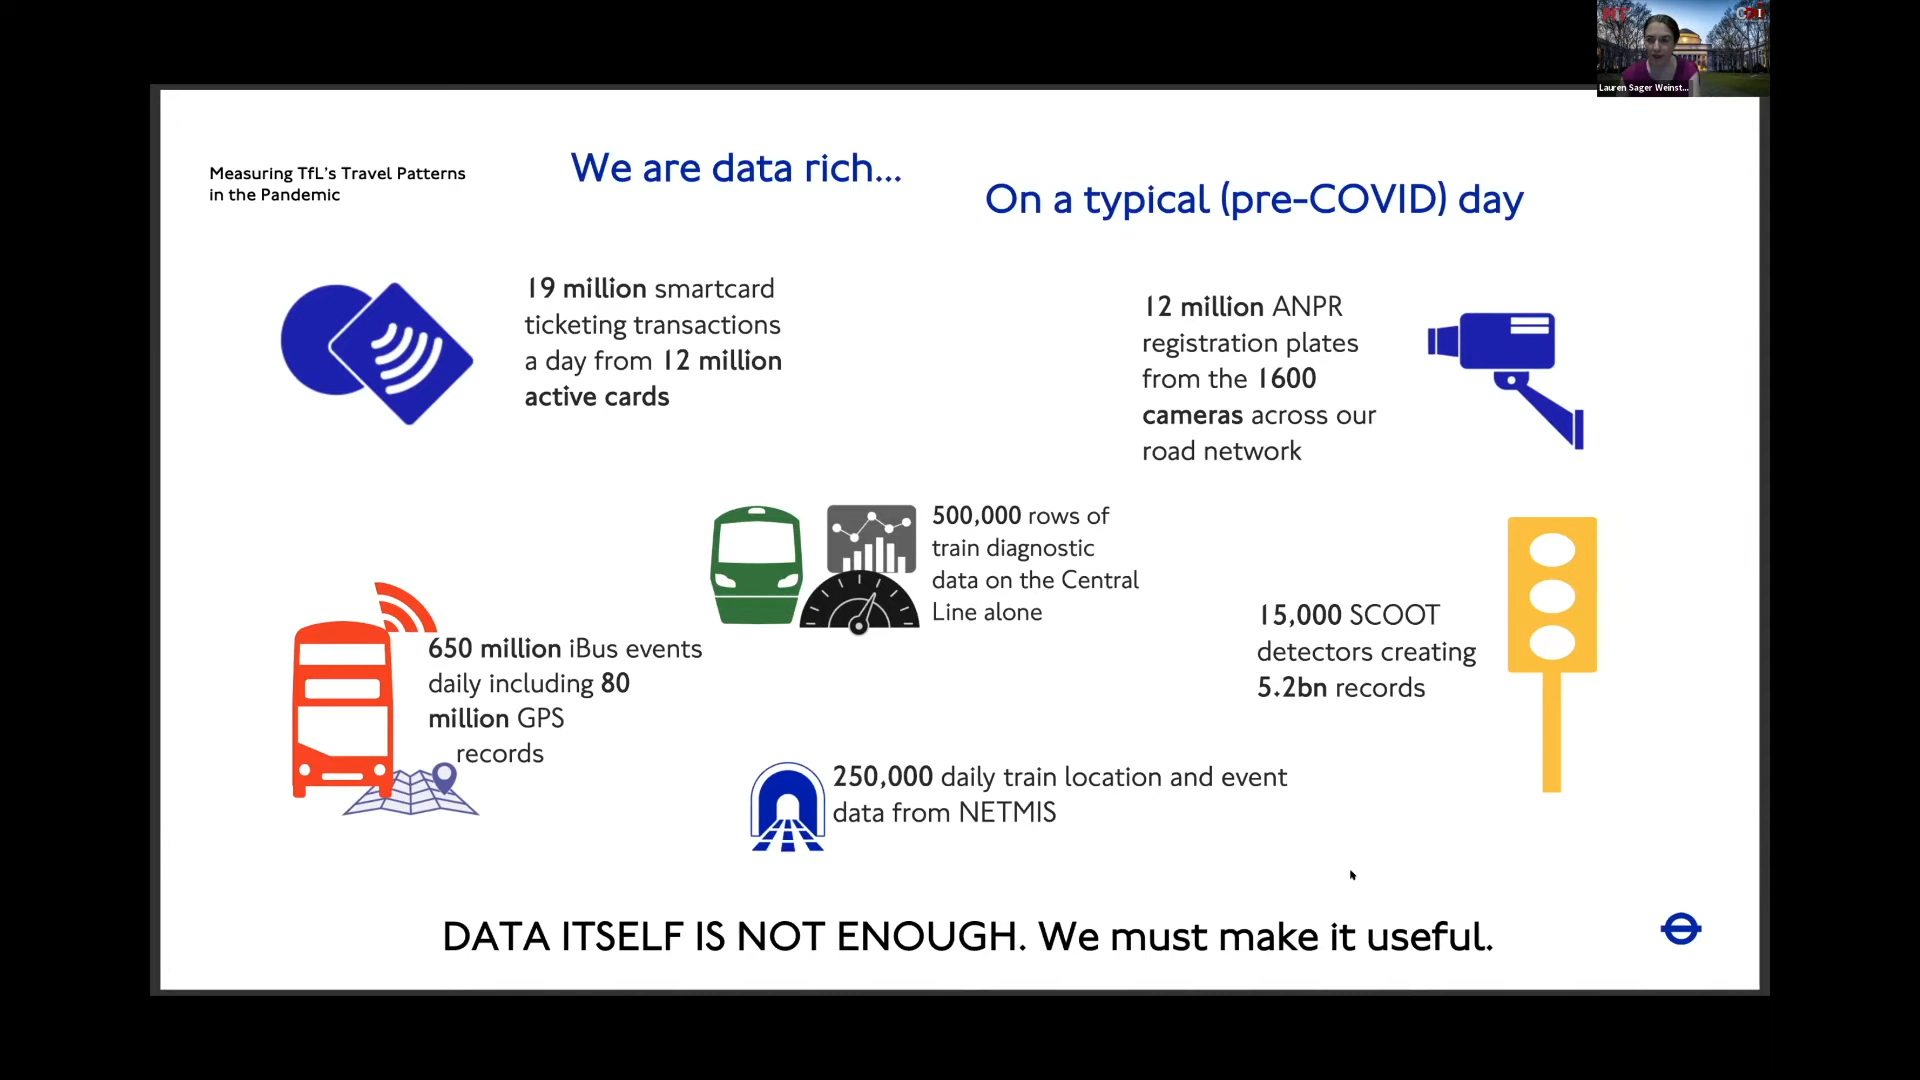 MIT
Lauren Sager Weinst...
Measuring TfL's Travel Patterns
in the Pandemic
We are data rich...
On a typical (pre-COVID) day
19 million smartcard
ticketing transactions
a day from 12 million
active cards
12 million ANPR
registration plates
from the 1600
cameras across our
road network
500,000 rows of
train diagnostic
data on the Central
Line alone
650 million iBus events
daily including 80
million GPS
records
15,000 SCOOT
detectors creating
5.2bn records
250,000 daily train location and event
data from NETMIS
DATA ITSELF IS NOT ENOUGH. We must make it useful.